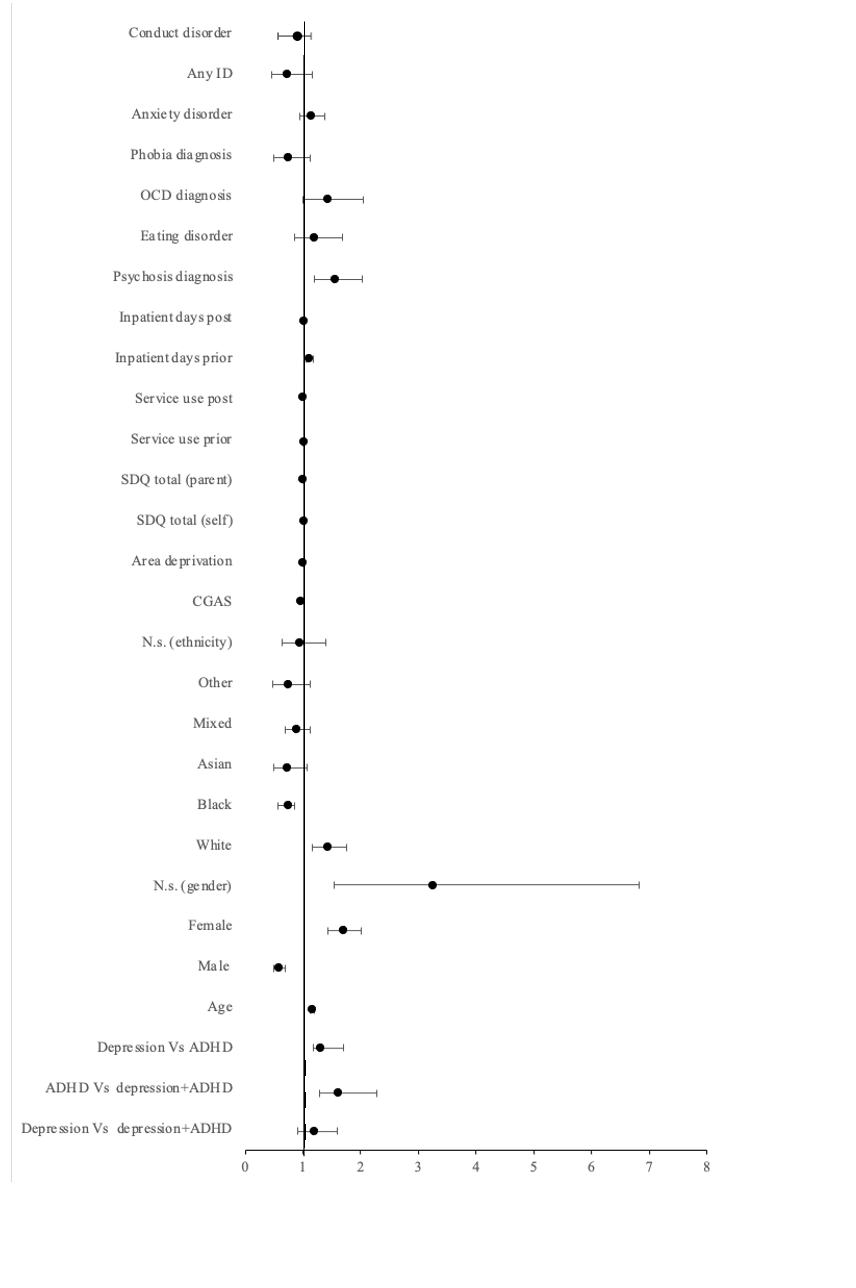 Conduct disorder
Any ID
Anxiety disorder
Phobia diagnosis
OCD diagnosis
Eating disorder
Psychosis diagnosis
Inpatient days post
Inpatient days prior
Service use post
Service use prior
SDQ total (parent)
SDQ total (self)
Area deprivation
CGAS
N.s. (ethnicity)
Other
Mixed
Asian
Black
White
N.s. (gender)
Female
Male
Age
Depression Vs ADHD
ADHD Vs depression+ADHD
Depression Vs depression+ADHD
0 1 2 3 4 5 6 7 8